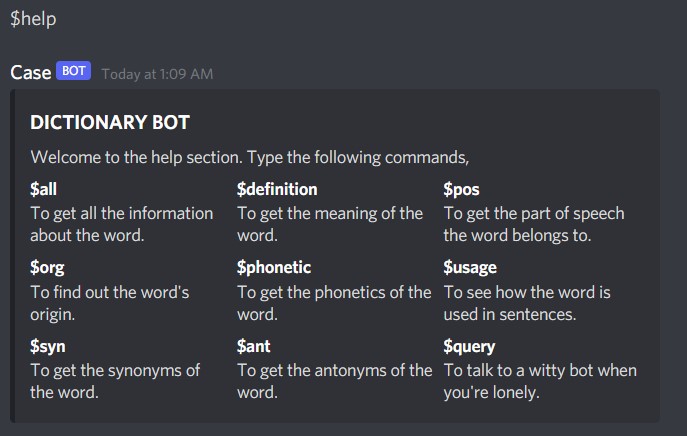 $help
Case BOT Today at 1:09 AM
DICTIONARY BOT
Welcome to the help section. Type the following commands,
$all
To get all the information
about the word.
$definition
To get the meaning of the
word.
$pos
To get the part of speech
the word belongs to.
$org
To find out the word's
origin.
$phonetic
To get the phonetics of the
word.
$usage
To see how the word is
used in sentences.
$syn
To get the synonyms of
the word.
$ant
To get the antonyms of the
word.
$query
To talk to a witty bot when
you're lonely.